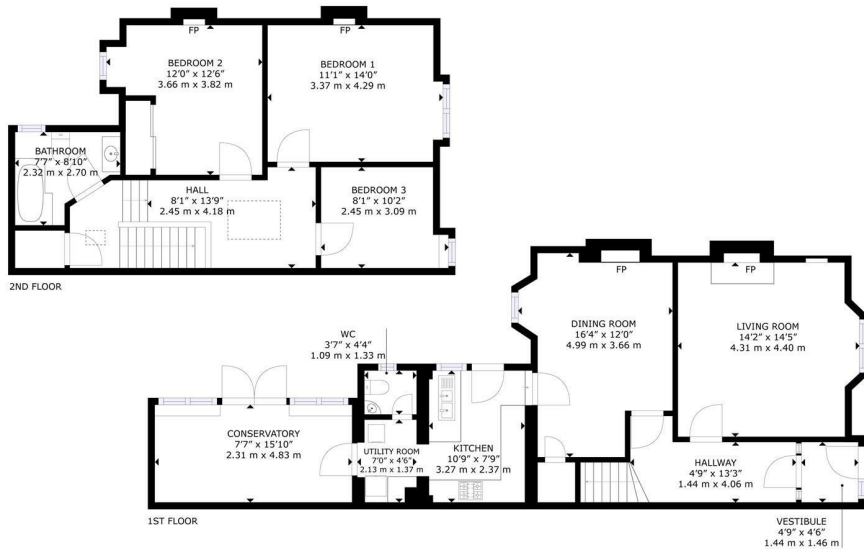 FP
BEDROOM 2
12'0" x 12'6"
3.66 m x 3.82 m
FP
BEDROOM 1
11'1" x 14'0"
3.37 m x 4.29 m
BATHROOM
7'7" x 8'10"
2.32 m x 2.70 m
HALL
8'1" x 13'9"
2.45 m x 4.18 m
BEDROOM 3
8'1" x 10'2"
2.45 m x 3.09 m
2ND FLOOR
WC
3'7" x 4'4"
1.09 m x 1.33 m
FP
DINING ROOM
16'4" x 12'0"
4.99 m x 3.66 m
FP
LIVING ROOM
14'2" x 14'5"
4.31 m x 4.40 m
CONSERVATORY
7'7" x 15'10"
2.31 m x 4.83 m
UTILITY ROOM
7'0" x 4'6"
2.13 m x 1.37 m
KITCHEN
10'9" x 7'9"
3.27 m x 2.37 m
HALLWAY
4'9" x 13'3"
1.44 m x 4.06 m
1ST FLOOR
VESTIBULE
4'9" x 4'6"
1.44 m x 1.46 m